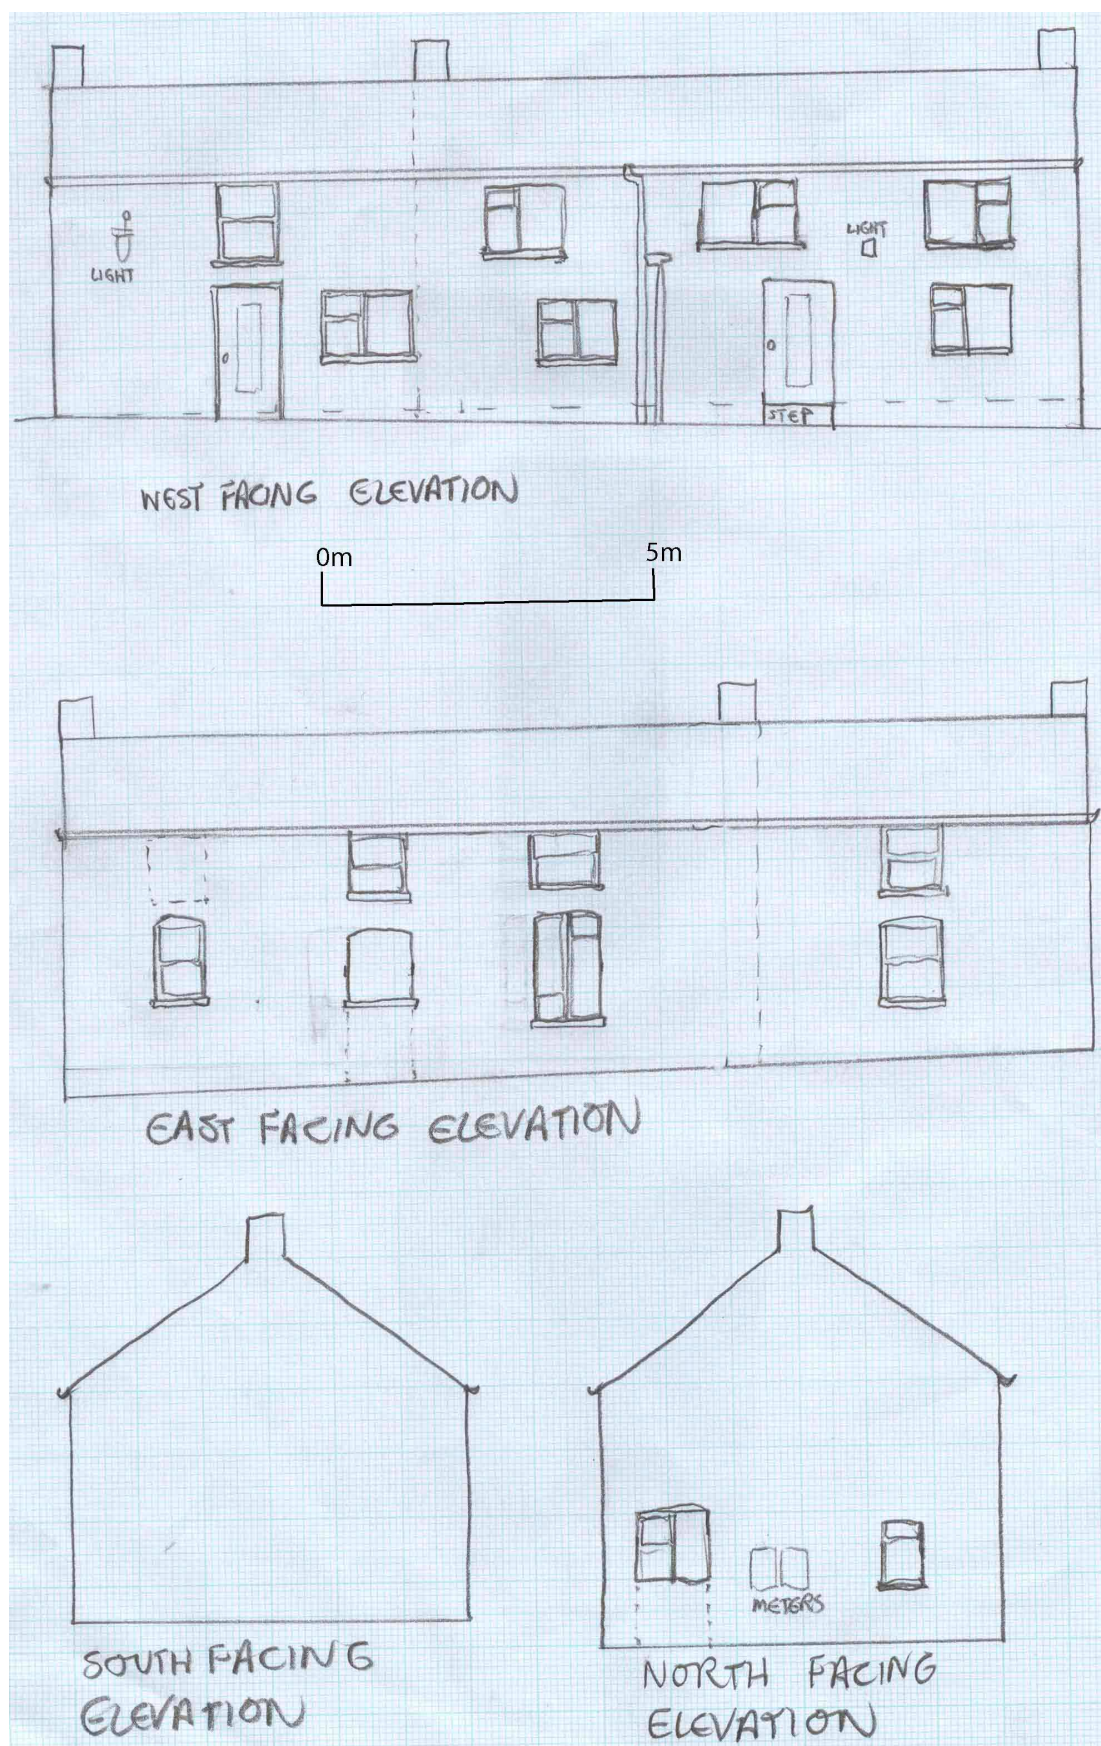 LIGHT
LIGHT
STEP
WEST FACING ELEVATION
0m 5m
EAST FACING ELEVATION
METERS
SOUTH FACING
ELEVATION
NORTH FACING
ELEVATION